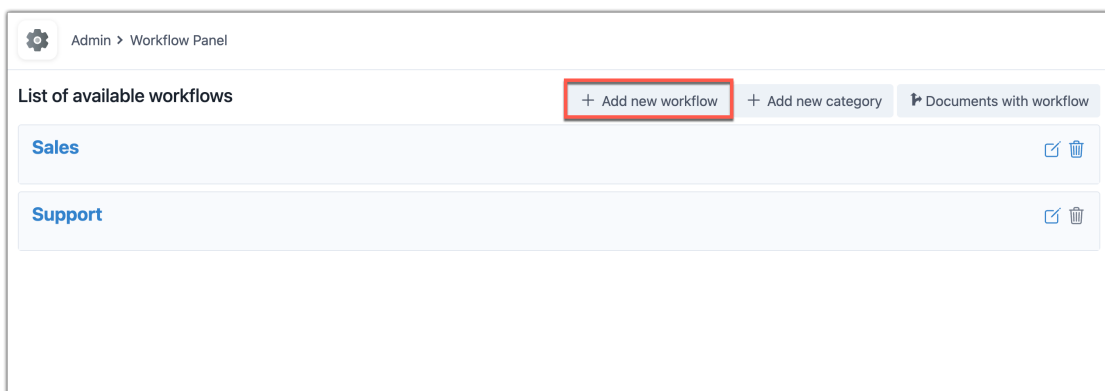 Admin > Workflow Panel
List of available workflows
+ Add new workflow
+ Add new category
Documents with workflow
Sales
Support